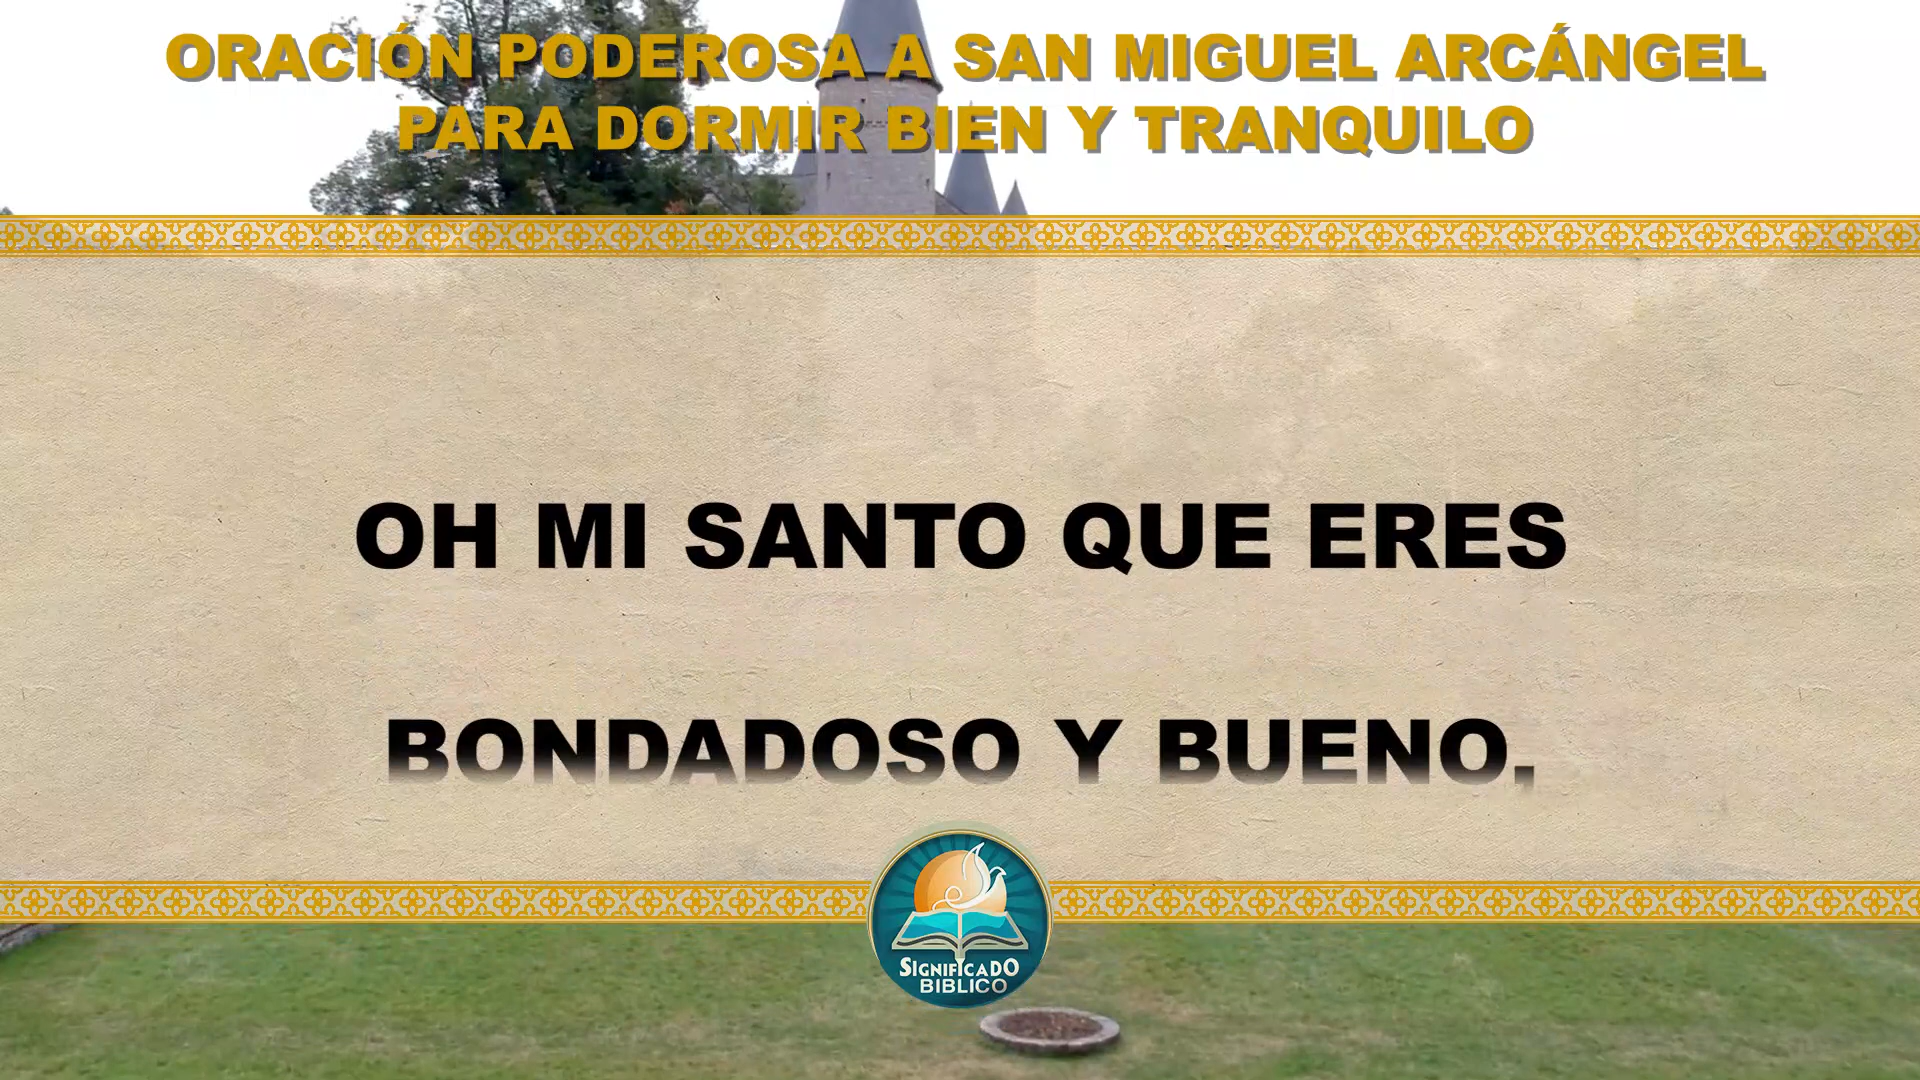 ORACIÓN PODEROSA A SAN MIGUEL ARCÁNGEL
PARA DORMIR BIEN Y TRANQUILO
OH MI SANTO QUE ERES
BONDADOSO Y BUENO,
SIGNIFICADO
BIBLICO